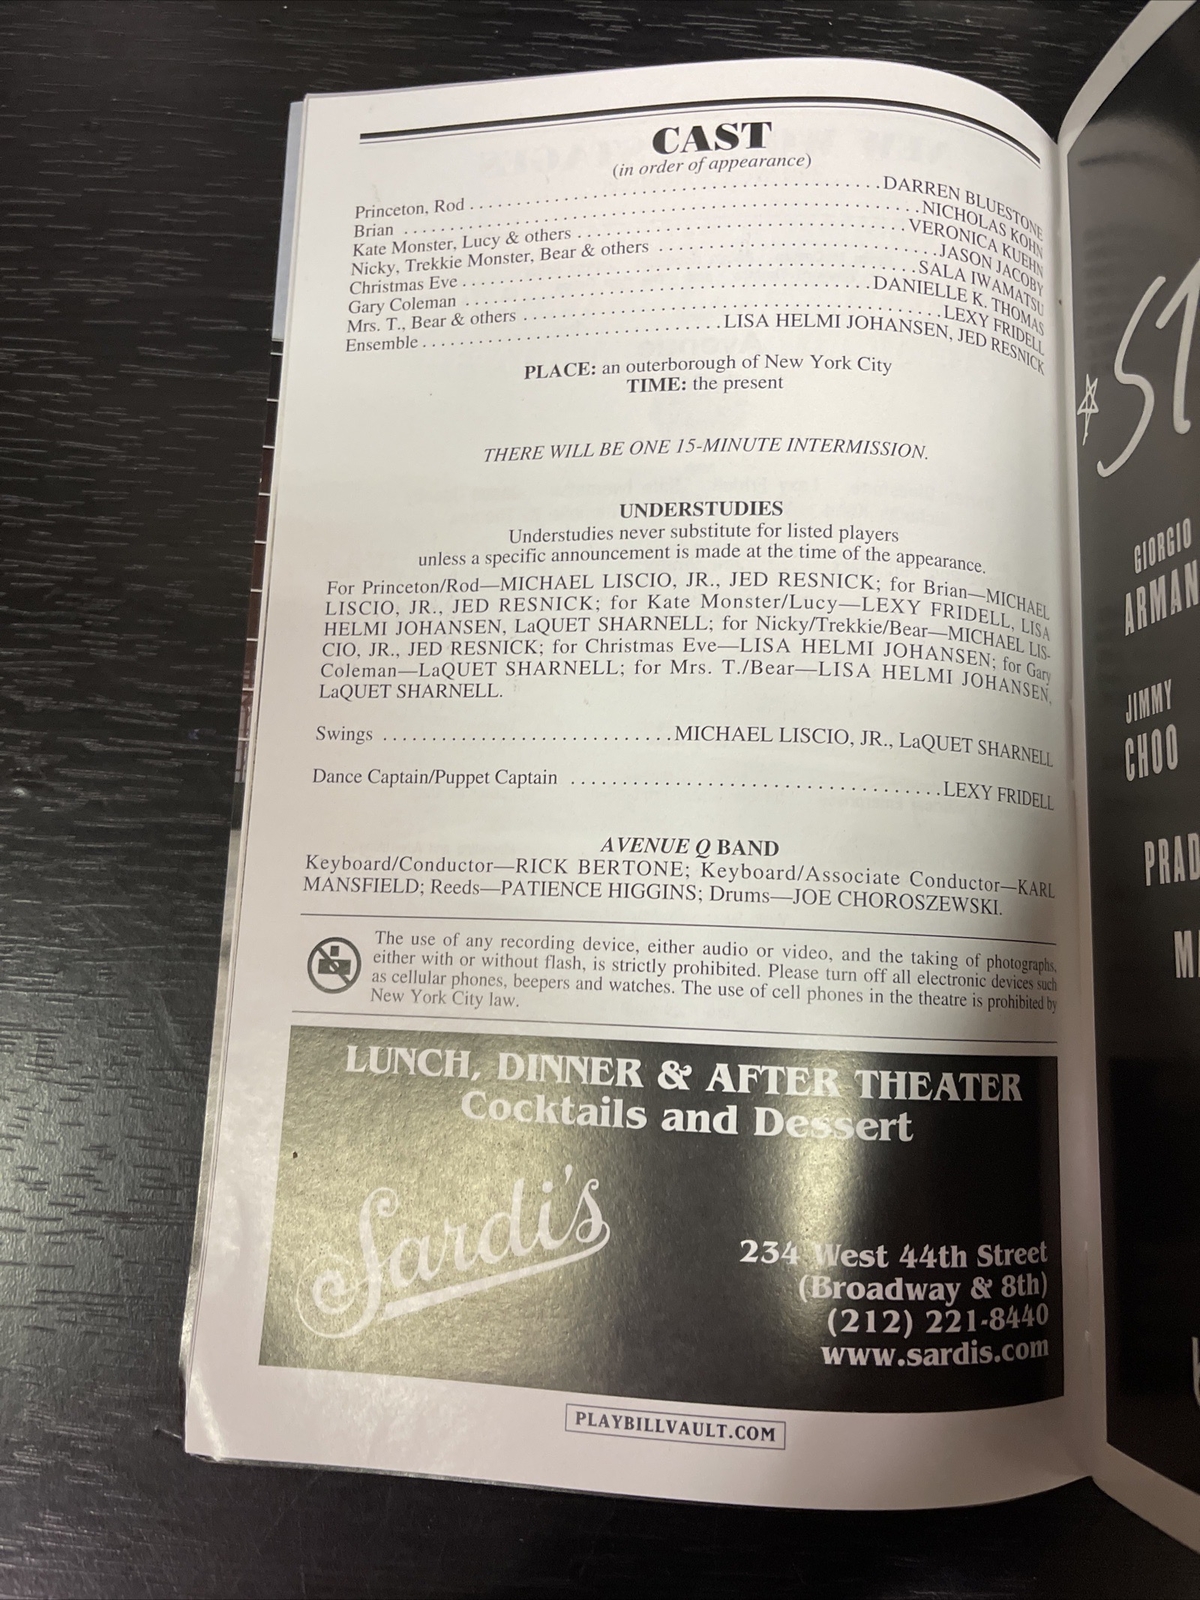 CAST
(in order of appearance)
Princeton, Rod . . . . . . . . . . . . . . . . . . . . DARREN BLUESTONE
Brian . . . . . . . . . . . . . . . . . . . . NICHOLAS KOHN
Kate Monster, Lucy & others . . . . . . . . . . . . . . . . . . . . VERONICA KUEHN
Nicky, Trekkie Monster, Bear & others . . . . . . . . . . . . . . . . . . . . JASON JACOBY
Christmas Eve . . . . . . . . . . . . . . . . . . . . SALA IWAMATSU
Gary Coleman . . . . . . . . . . . . . . . . . . . . DANIELLE K. THOMAS
Mrs. T., Bear & others . . . . . . . . . . . . . . . . . . . . LEXY FRIDELL
Ensemble . . . . . . . . . . . . . . . . . . . . LISA HELMI JOHANSEN, JED RESNICK
PLACE: an outerborough of New York City
TIME: the present
THERE WILL BE ONE 15-MINUTE INTERMISSION.
UNDERSTUDIES
Understudies never substitute for listed players
unless a specific announcement is made at the time of the appearance.
For Princeton/Rod—MICHAEL LISCIO, JR., JED RESNICK; for Brian—MICHAEL
LISCIO, JR., JED RESNICK; for Kate Monster/Lucy—LEXY FRIDELL, LISA
HELMI JOHANSEN, LaQUET SHARNELL; for Nicky/Trekkie/Bear—MICHAEL LIS-
CIO, JR., JED RESNICK; for Christmas Eve—LISA HELMI JOHANSEN; for Gary
Coleman—LaQUET SHARNELL; for Mrs. T./Bear—LISA HELMI JOHANSEN,
LaQUET SHARNELL.
Swings . . . . . . . . . . . . . . . . . . . . MICHAEL LISCIO, JR., LaQUET SHARNELL
Dance Captain/Puppet Captain . . . . . . . . . . . . . . . . . . . . LEXY FRIDELL
AVENUE Q BAND
Keyboard/Conductor—RICK BERTONE; Keyboard/Associate Conductor—KARL
MANSFIELD; Reeds—PATIENCE HIGGINS; Drums—JOE CHOROSZEWSKI.
The use of any recording device, either audio or video, and the taking of photographs,
either with or without flash, is strictly prohibited. Please turn off all electronic devices such
as cellular phones, beepers and watches. The use of cell phones in the theatre is prohibited by
New York City law.
LUNCH, DINNER & AFTER THEATER
Cocktails and Dessert
Sardi's
234 West 44th Street
(Broadway & 8th)
(212) 221-8440
www.sardis.com
PLAYBILLVAULT.COM
ST
GIORGIO
ARMAN
JIMMY
CHOO
PRAD